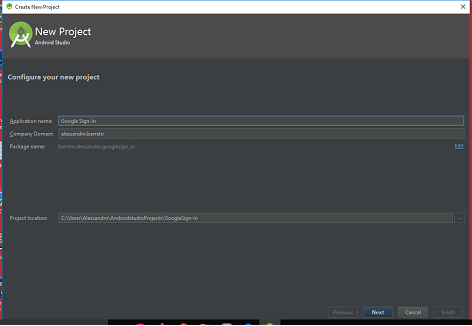 Create New Project
New Project
Android Studio
Configure your new project
Application name: Google Sign-In
Company Domain: alessandro.barreto
Package name: barreto.alessandro.googlesign_in Edit
Project location: C:\Users\Alessandro\AndroidstudioProjects\GoogleSign-In ...
Previous Next Cancel Finish